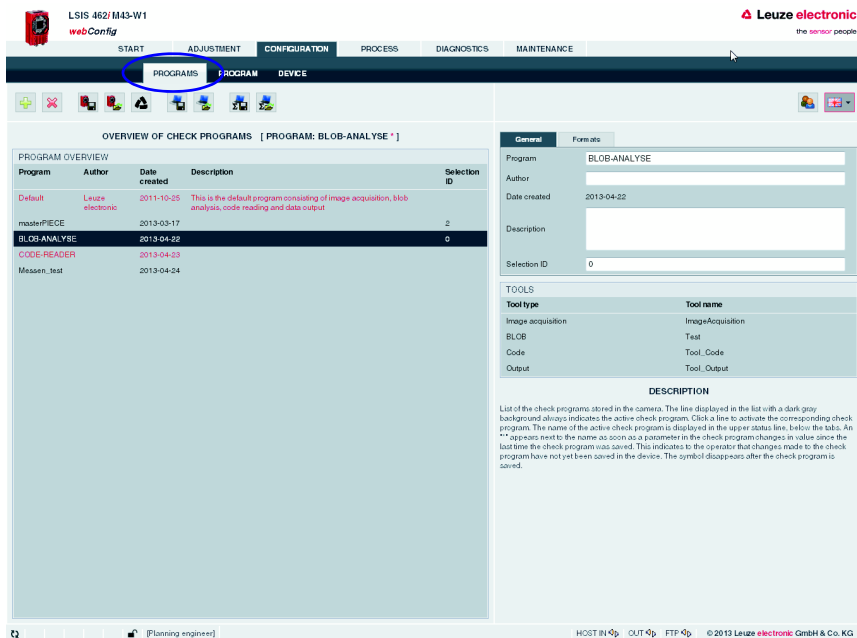 LSIS 462i/ M43-W1
webConfig
Leuze electronic
the sensor people
START ADJUSTMENT CONFIGURATION PROCESS DIAGNOSTICS MAINTENANCE
PROGRAMS PROGRAM DEVICE
OVERVIEW OF CHECK PROGRAMS [ PROGRAM: BLOB-ANALYSE * ]
PROGRAM OVERVIEW
Program Author Date created Description Selection ID
Default Leuze electronic 2011-10-25 This is the default program consisting of image acquisition, blob analysis, code reading and data output
masterPIECE 2013-03-17 2
BLOB-ANALYSE 2013-04-22 0
CODE-READER 2013-04-23
Messen_test 2013-04-24
General Formats
Program BLOB-ANALYSE
Author
Date created 2013-04-22
Description
Selection ID 0
TOOLS
Tool type Tool name
Image acquisition ImageAcquisition
BLOB Test
Code Tool_Code
Output Tool_Output
DESCRIPTION
List of the check programs stored in the camera. The line displayed in the list with a dark gray
background always indicates the active check program. Click a line to activate the corresponding check
program. The name of the active check program is displayed in the upper status line, below the tabs. An
"*" appears next to the name as soon as a parameter in the check program changes in value since the
last time the check program was saved. This indicates to the operator that changes made to the check
program have not yet been saved in the device. The symbol disappears after the check program is
saved.
[Planning engineer] HOST IN OUT FTP © 2013 Leuze electronic GmbH & Co. KG